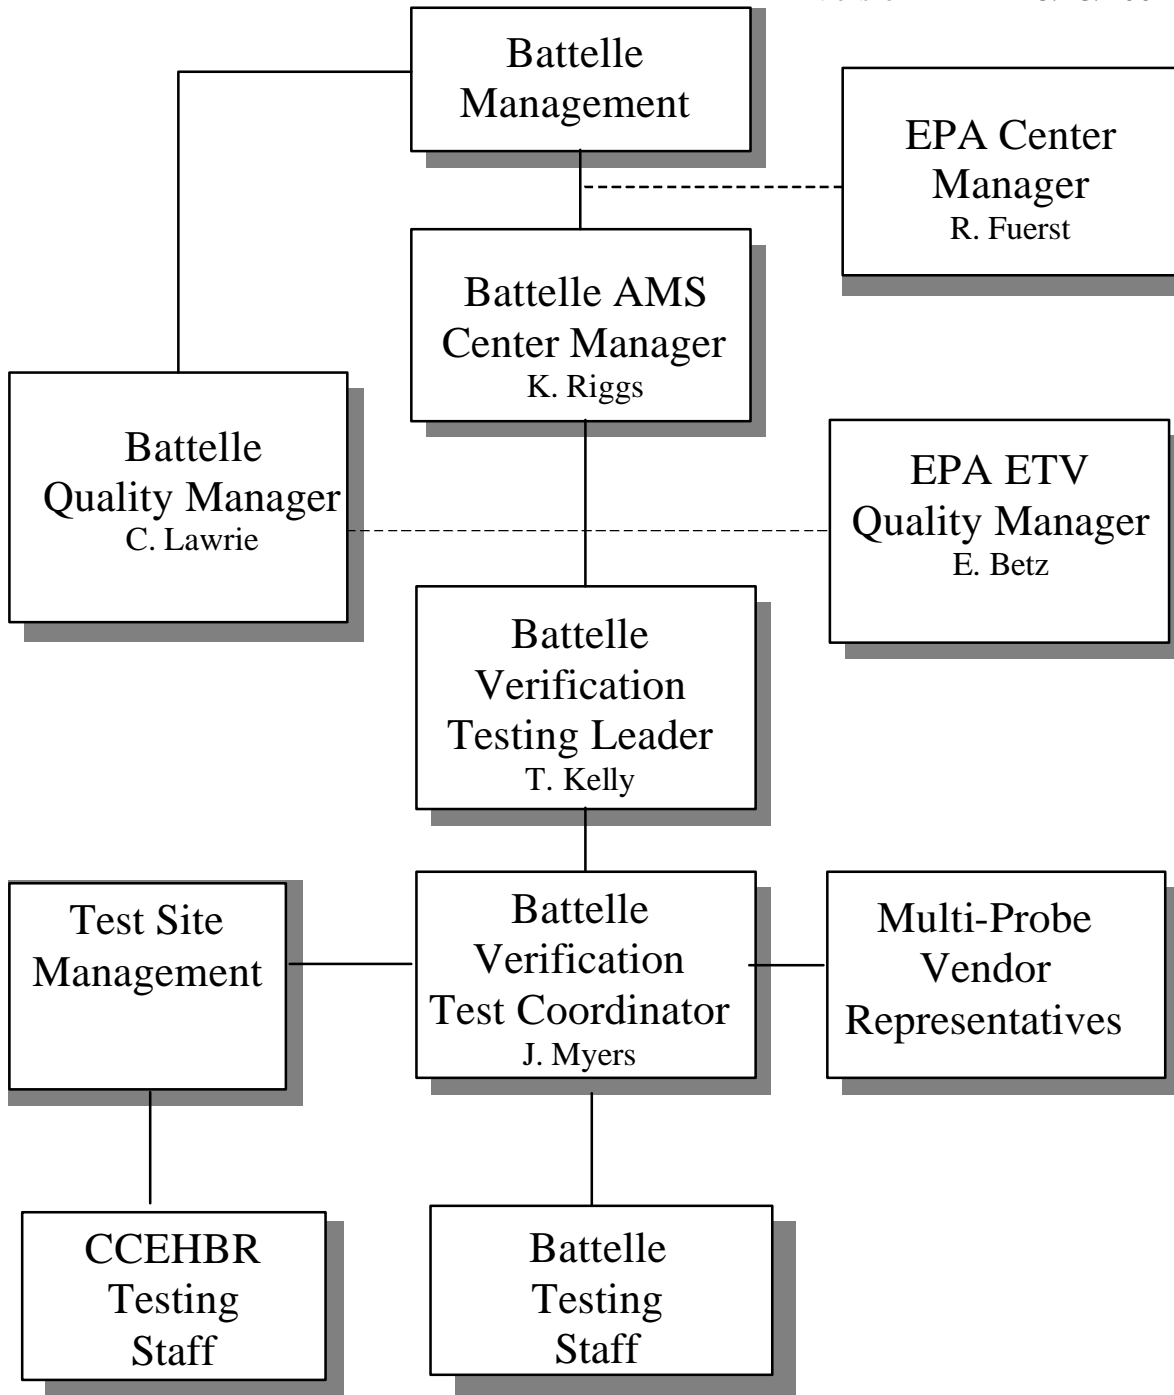 Battelle
Management
EPA Center
Manager
R. Fuerst
Battelle AMS
Center Manager
K. Riggs
Battelle
Quality Manager
C. Lawrie
EPA ETV
Quality Manager
E. Betz
Battelle
Verification
Testing Leader
T. Kelly
Test Site
Management
Battelle
Verification
Test Coordinator
J. Myers
Multi-Probe
Vendor
Representatives
CCEHBR
Testing
Staff
Battelle
Testing
Staff